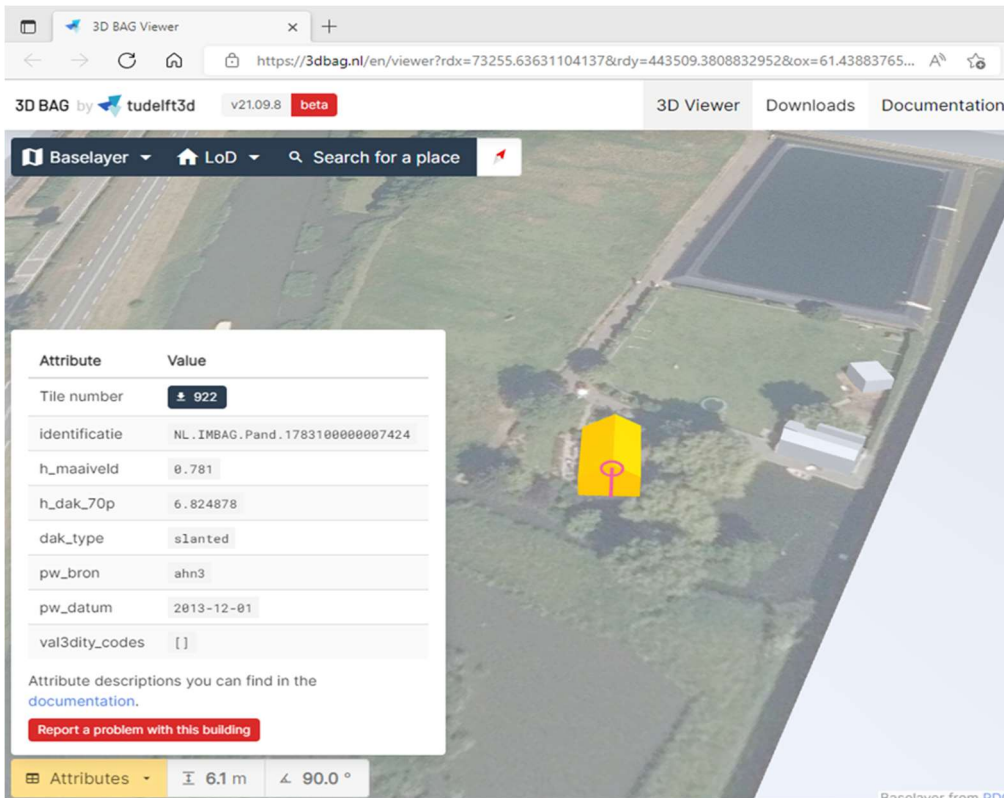 3D BAG Viewer
https://3dbag.nl/en/viewer?rdx=73255.63631104137&rdy=443509.3808832952&ox=61.43883765...
3D BAG by tudelft3d v21.09.8 beta 3D Viewer Downloads Documentation
Baselayer LoD Search for a place
Attribute Value
Tile number 922
identificatie NL.IMBAG.Pand.1783100000007424
h_maaiveld 0.781
h_dak_70p 6.824878
dak_type slanted
pw_bron ahn3
pw_datum 2013-12-01
val3dity_codes []
Attribute descriptions you can find in the
documentation.
Report a problem with this building
Attributes 6.1 m 90.0 °
Baselayer from